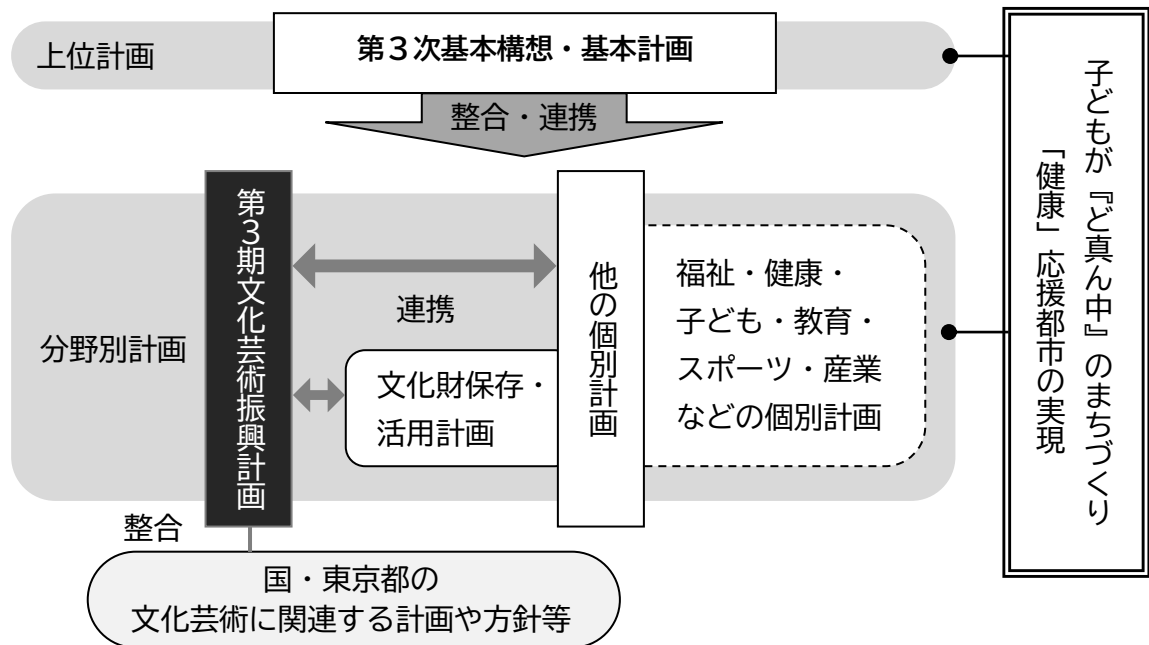 上位計画
第３次基本構想・基本計画
整合・連携
子どもが『ど真ん中』のまちづくり
「健康」応援都市の実現
分野別計画
第３期文化芸術振興計画
連携
文化財保存・
活用計画
他の個別計画
福祉・健康・
子ども・教育・
スポーツ・産業
などの個別計画
整合
国・東京都の
文化芸術に関連する計画や方針等